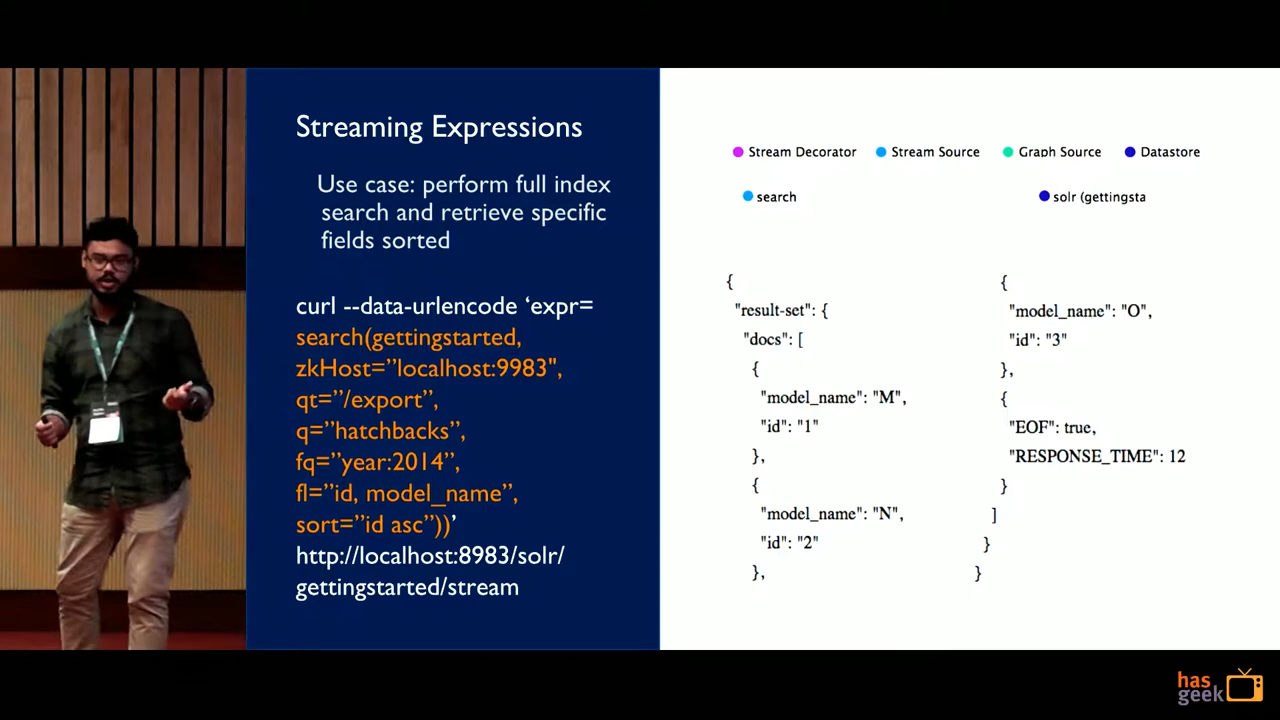 Streaming Expressions
Use case: perform full index
search and retrieve specific
fields sorted
curl --data-urlencode ‘expr=
search(gettingstarted,
zkHost=”localhost:9983",
qt=”/export”,
q=”hatchbacks”,
fq=”year:2014”,
fl=”id, model_name”,
sort=”id asc”))’
http://localhost:8983/solr/
gettingstarted/stream
Stream Decorator Stream Source Graph Source Datastore
search solr (gettingsta
{
"result-set": {
"docs": [
{
"model_name": "M",
"id": "1"
},
{
"model_name": "N",
"id": "2"
},
{
"model_name": "O",
"id": "3"
},
{
"EOF": true,
"RESPONSE_TIME": 12
}
]
}
}
has
geek